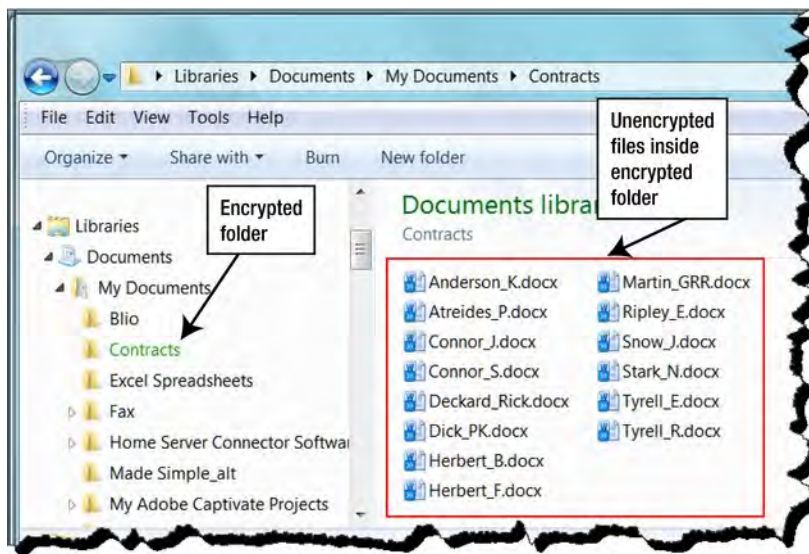 Libraries Documents My Documents Contracts
File Edit View Tools Help
Organize Share with Burn New folder
Unencrypted
files inside
encrypted
folder
Encrypted
folder
Libraries
Documents
My Documents
Blio
Contracts
Excel Spreadsheets
Fax
Home Server Connector Softwar
Made Simple_alt
My Adobe Captivate Projects
Documents libra
Contracts
Anderson_K.docx
Atreides_P.docx
Connor_J.docx
Connor_S.docx
Deckard_Rick.docx
Dick_PK.docx
Herbert_B.docx
Herbert_F.docx
Martin_GRR.docx
Ripley_E.docx
Snow_J.docx
Stark_N.docx
Tyrell_E.docx
Tyrell_R.docx